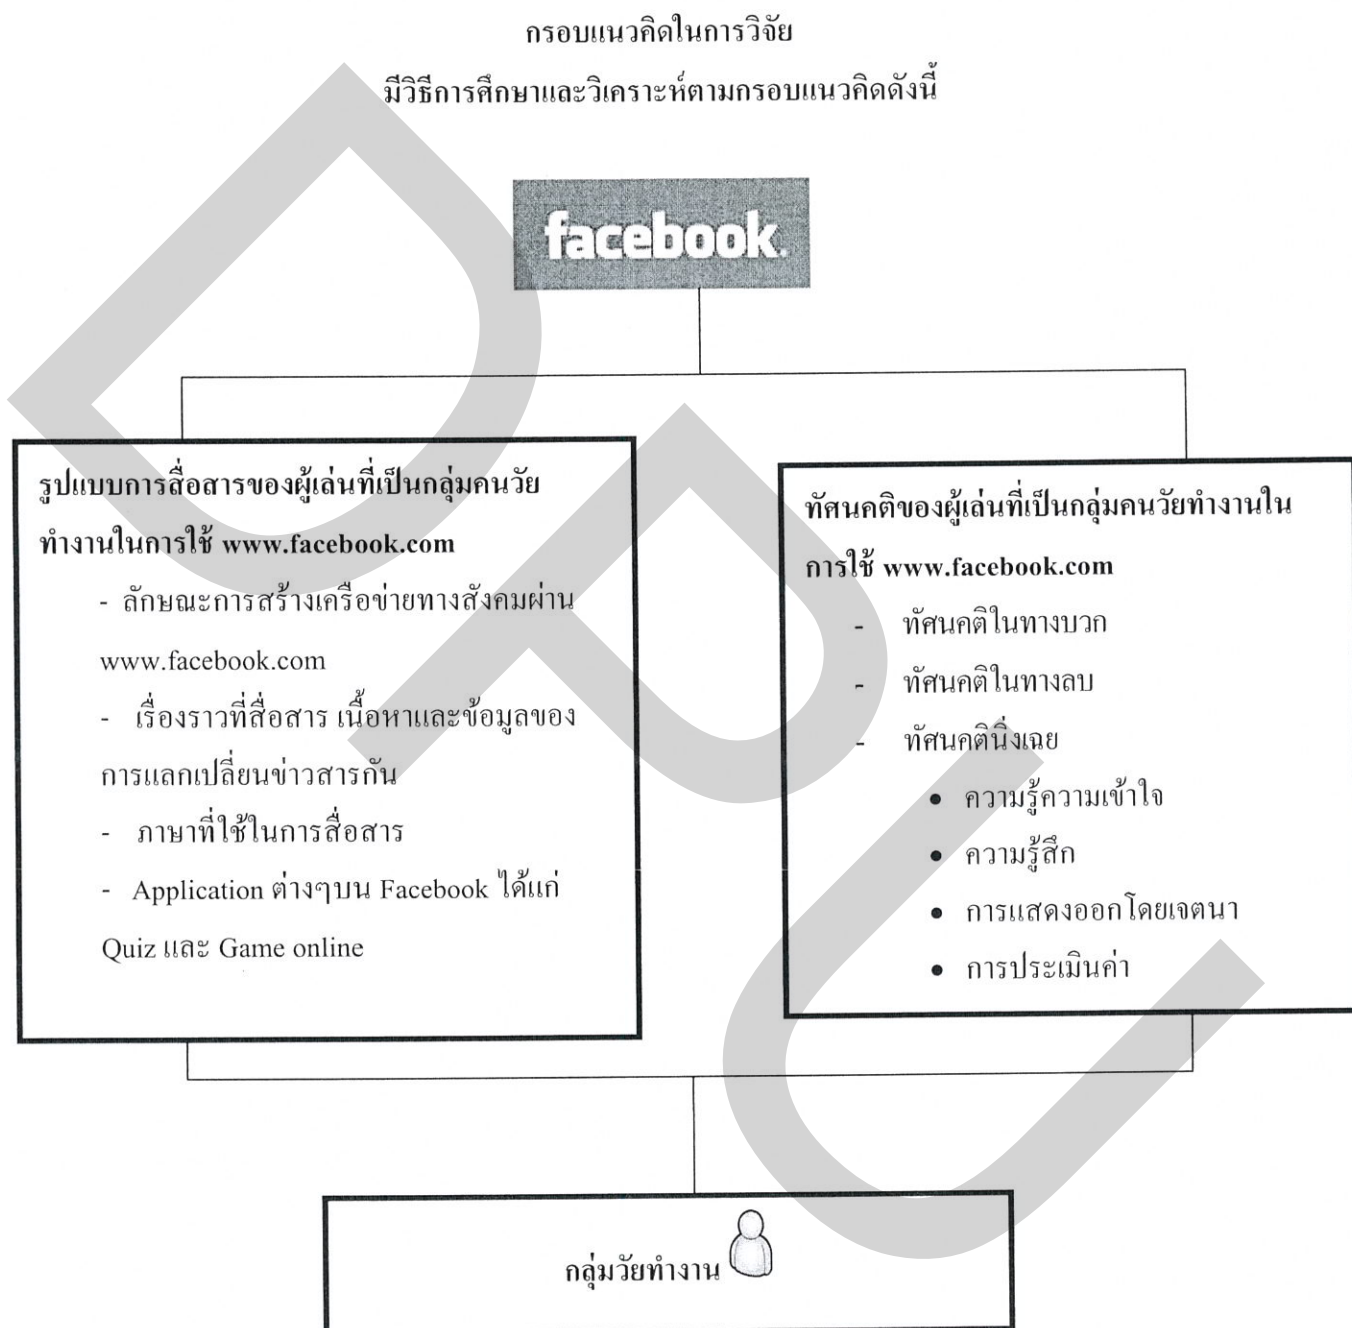 กรอบแนวคิดในการวิจัย
มีวิธีการศึกษาและวิเคราะห์ตามกรอบแนวคิดดังนี้
facebook.
รูปแบบการสื่อสารของผู้เล่นที่เป็นกลุ่มคนวัย
ทำงานในการใช้ www.facebook.com
- ลักษณะการสร้างเครือข่ายทางสังคมผ่าน
www.facebook.com
- เรื่องราวที่สื่อสาร เนื้อหาและข้อมูลของ
การแลกเปลี่ยนข่าวสารกัน
- ภาษาที่ใช้ในการสื่อสาร
- Application ต่างๆบน Facebook ได้แก่
Quiz และ Game online
ทัศนคติของผู้เล่นที่เป็นกลุ่มคนวัยทำงานใน
การใช้ www.facebook.com
- ทัศนคติในทางบวก
- ทัศนคติในทางลบ
- ทัศนคตินิ่งเฉย
• ความรู้ความเข้าใจ
• ความรู้สึก
• การแสดงออกโดยเจตนา
• การประเมินค่า
กลุ่มวัยทำงาน
DPU